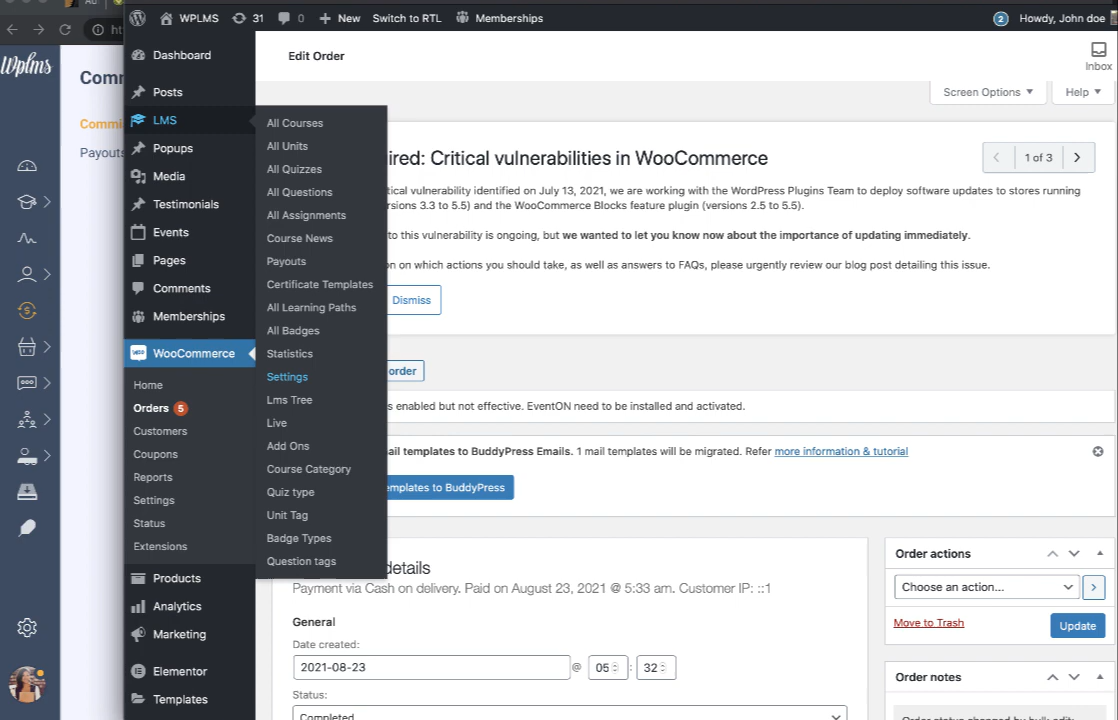 WPLMS
31
0
New
Switch to RTL
Memberships
2
Howdy, John doe
Wplms
Comm
Commi
Payouts
Dashboard
Posts
LMS
Popups
Media
Testimonials
Events
Pages
Comments
Memberships
WooCommerce
Home
Orders 5
Customers
Coupons
Reports
Settings
Status
Extensions
Products
Analytics
Marketing
Elementor
Templates
All Courses
All Units
All Quizzes
All Questions
All Assignments
Course News
Payouts
Certificate Templates
All Learning Paths
All Badges
Statistics
Settings
Lms Tree
Live
Add Ons
Course Category
Quiz type
Unit Tag
Badge Types
Question tags
Edit Order
Inbox
Screen Options
Help
ired: Critical vulnerabilities in WooCommerce
1 of 3
tical vulnerability identified on July 13, 2021, we are working with the WordPress Plugins Team to deploy software updates to stores running
ersions 3.3 to 5.5) and the WooCommerce Blocks feature plugin (versions 2.5 to 5.5).
to this vulnerability is ongoing, but we wanted to let you know now about the importance of updating immediately.
on on which actions you should take, as well as answers to FAQs, please urgently review our blog post detailing this issue.
Dismiss
order
s enabled but not effective. EventON need to be installed and activated.
ail templates to BuddyPress Emails. 1 mail templates will be migrated. Refer more information & tutorial
emplates to BuddyPress
details
Payment via Cash on delivery. Paid on August 23, 2021 @ 5:33 am. Customer IP: ::1
General
Date created:
2021-08-23 @ 05 : 32
Status:
Completed
Order actions
Choose an action...
Move to Trash
Update
Order notes
Order status changed by bulk edit: